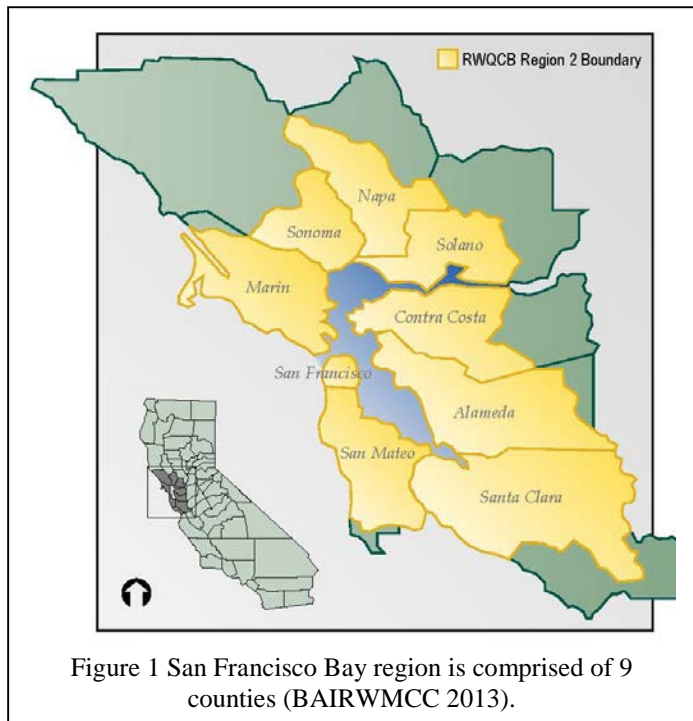 RWQCB Region 2 Boundary
Napa
Sonoma
Solano
Marin
Contra Costa
San Francisco
Alameda
San Mateo
Santa Clara
Figure 1 San Francisco Bay region is comprised of 9
counties (BAIRWMCC 2013).